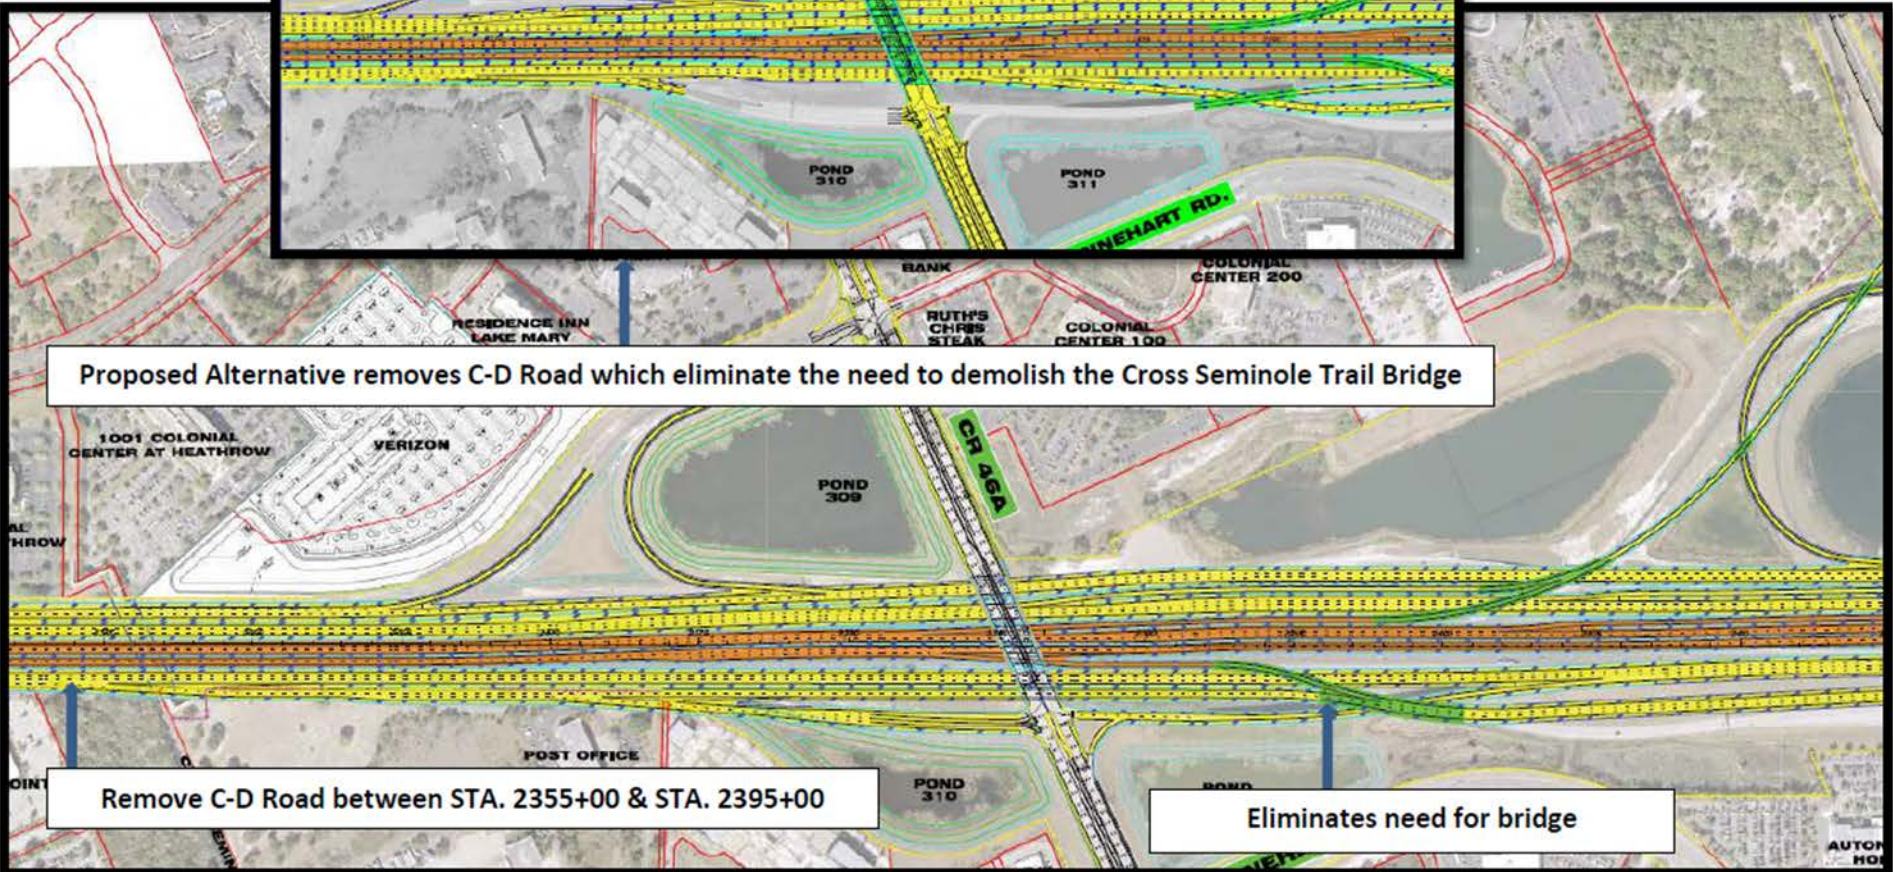 POND
310
POND
311
RINEHART RD.
BANK
COLONIAL
CENTER 200
RESIDENCE INN
LAKE MARY
RUTH'S
CHRIS
STEAK
COLONIAL
CENTER 100
Proposed Alternative removes C-D Road which eliminate the need to demolish the Cross Seminole Trail Bridge
1001 COLONIAL
CENTER AT HEATHROW
VERIZON
CR 46A
POND
309
POST OFFICE
POND
310
POND
Remove C-D Road between STA. 2355+00 & STA. 2395+00
Eliminates need for bridge